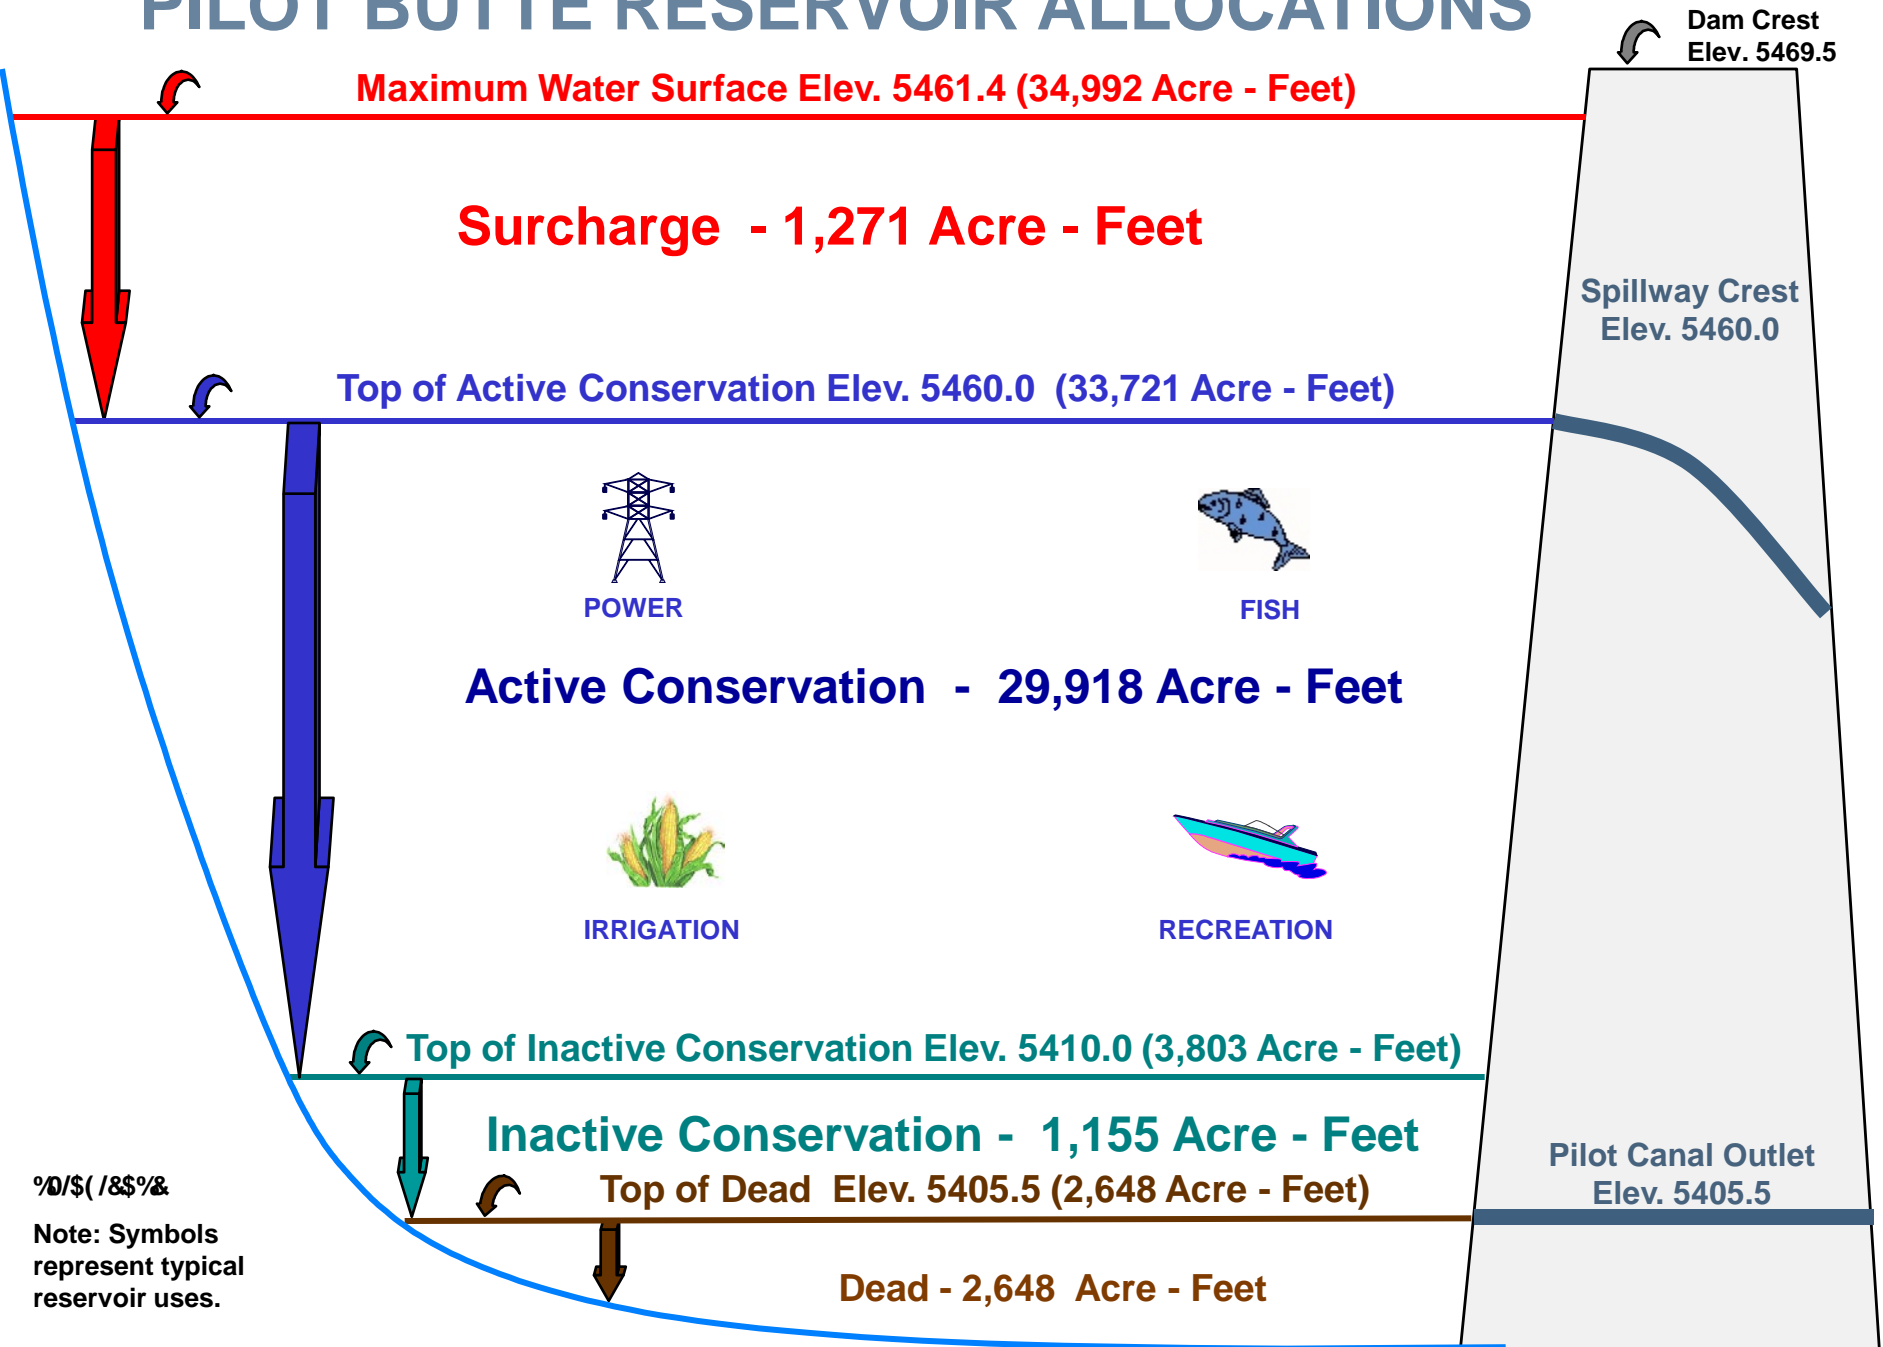 PILOT BUTTE RESERVOIR ALLOCATIONS
Dam Crest
Elev. 5469.5
Maximum Water Surface Elev. 5461.4 (34,992 Acre - Feet)
Surcharge - 1,271 Acre - Feet
Spillway Crest
Elev. 5460.0
Top of Active Conservation Elev. 5460.0 (33,721 Acre - Feet)
POWER
FISH
Active Conservation - 29,918 Acre - Feet
IRRIGATION
RECREATION
Top of Inactive Conservation Elev. 5410.0 (3,803 Acre - Feet)
Inactive Conservation - 1,155 Acre - Feet
Pilot Canal Outlet
Elev. 5405.5
Top of Dead Elev. 5405.5 (2,648 Acre - Feet)
Note: Symbols
represent typical
reservoir uses.
Dead - 2,648 Acre - Feet